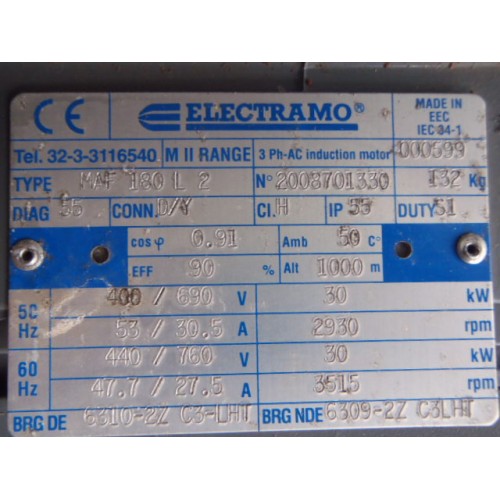 CE ELECTRAMO® MADE IN
EEC
IEC 34-1
Tel. 32-3-3116540 M II RANGE 3 Ph-AC induction motor 000599
TYPE MAF 180 L 2 N° 2003701330 132 Kg
DIAG 55 CONN. D/Y Cl. H IP 55 DUTY S1
cos φ 0.91 Amb 50 C°
EFF 90 % Alt 1000 m
50 Hz 400 / 690 V 30 kW
53 / 30.5 A 2930 rpm
60 Hz 440 / 760 V 30 kW
47.7 / 27.5 A 3515 rpm
BRG DE 6310-2Z C3-LHT BRG NDE 6309-2Z C3LHT